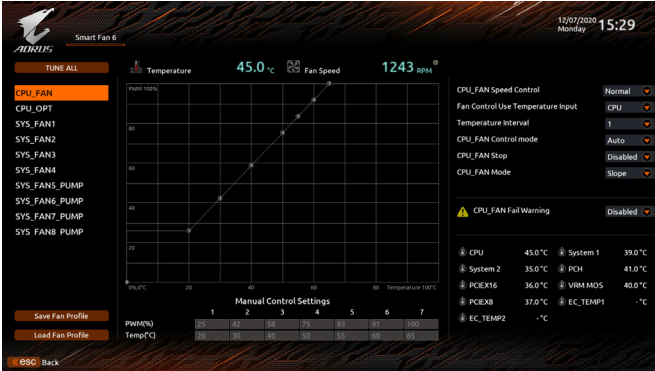 AORUS
Smart Fan 6
12/07/2020 15:29
Monday
TUNE ALL
Temperature 45.0 °C Fan Speed 1243 RPM
CPU_FAN
CPU_OPT
SYS_FAN1
SYS_FAN2
SYS_FAN3
SYS_FAN4
SYS_FAN5_PUMP
SYS_FAN6_PUMP
SYS_FAN7_PUMP
SYS_FAN8_PUMP
Save Fan Profile
Load Fan Profile
PWM 100%
80
60
40
20
0%,0°C 20 40 60 80 Temperature 100°C
Manual Control Settings
1 2 3 4 5 6 7
PWM(%) 25 42 58 75 83 91 100
Temp(°C) 20 30 40 50 55 60 65
CPU_FAN Speed Control Normal
Fan Control Use Temperature Input CPU
Temperature Interval 1
CPU_FAN Control mode Auto
CPU_FAN Stop Disabled
CPU_FAN Mode Slope
CPU_FAN Fail Warning Disabled
CPU 45.0°C System 1 39.0°C
System 2 35.0°C PCH 41.0°C
PCIEX16 36.0°C VRM MOS 40.0°C
PCIEX8 37.0°C EC_TEMP1 -°C
EC_TEMP2 -°C
esc Back